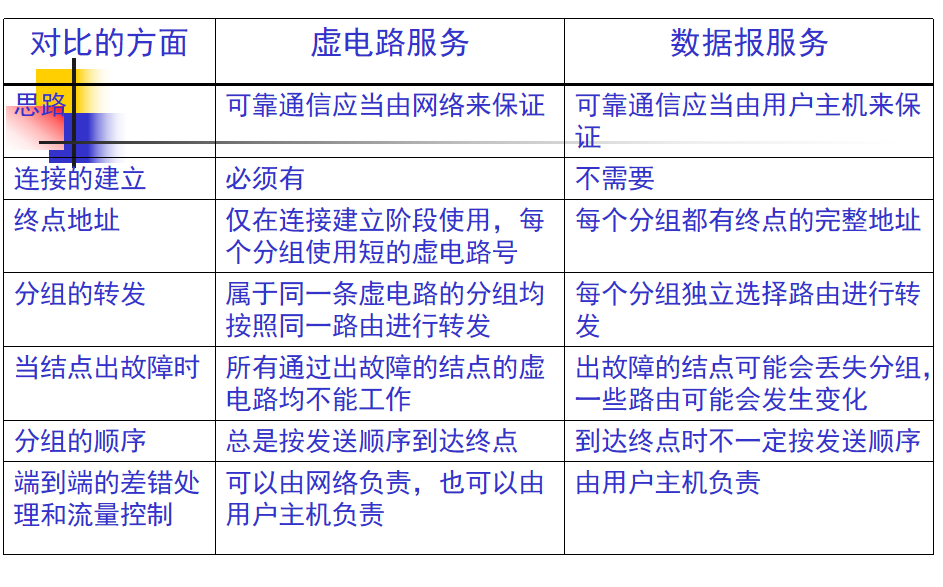 对比的方面 虚电路服务 数据报服务
思路 可靠通信应当由网络来保证 可靠通信应当由用户主机来保
证
连接的建立 必须有 不需要
终点地址 仅在连接建立阶段使用，每 每个分组都有终点的完整地址
个分组使用短的虚电路号
分组的转发 属于同一条虚电路的分组均 每个分组独立选择路由进行转
按照同一路由进行转发 发
当结点出故障时 所有通过出故障的结点的虚 出故障的结点可能会丢失分组，
电路均不能工作 一些路由可能会发生变化
分组的顺序 总是按发送顺序到达终点 到达终点时不一定按发送顺序
端到端的差错处 可以由网络负责，也可以由 由用户主机负责
理和流量控制 用户主机负责